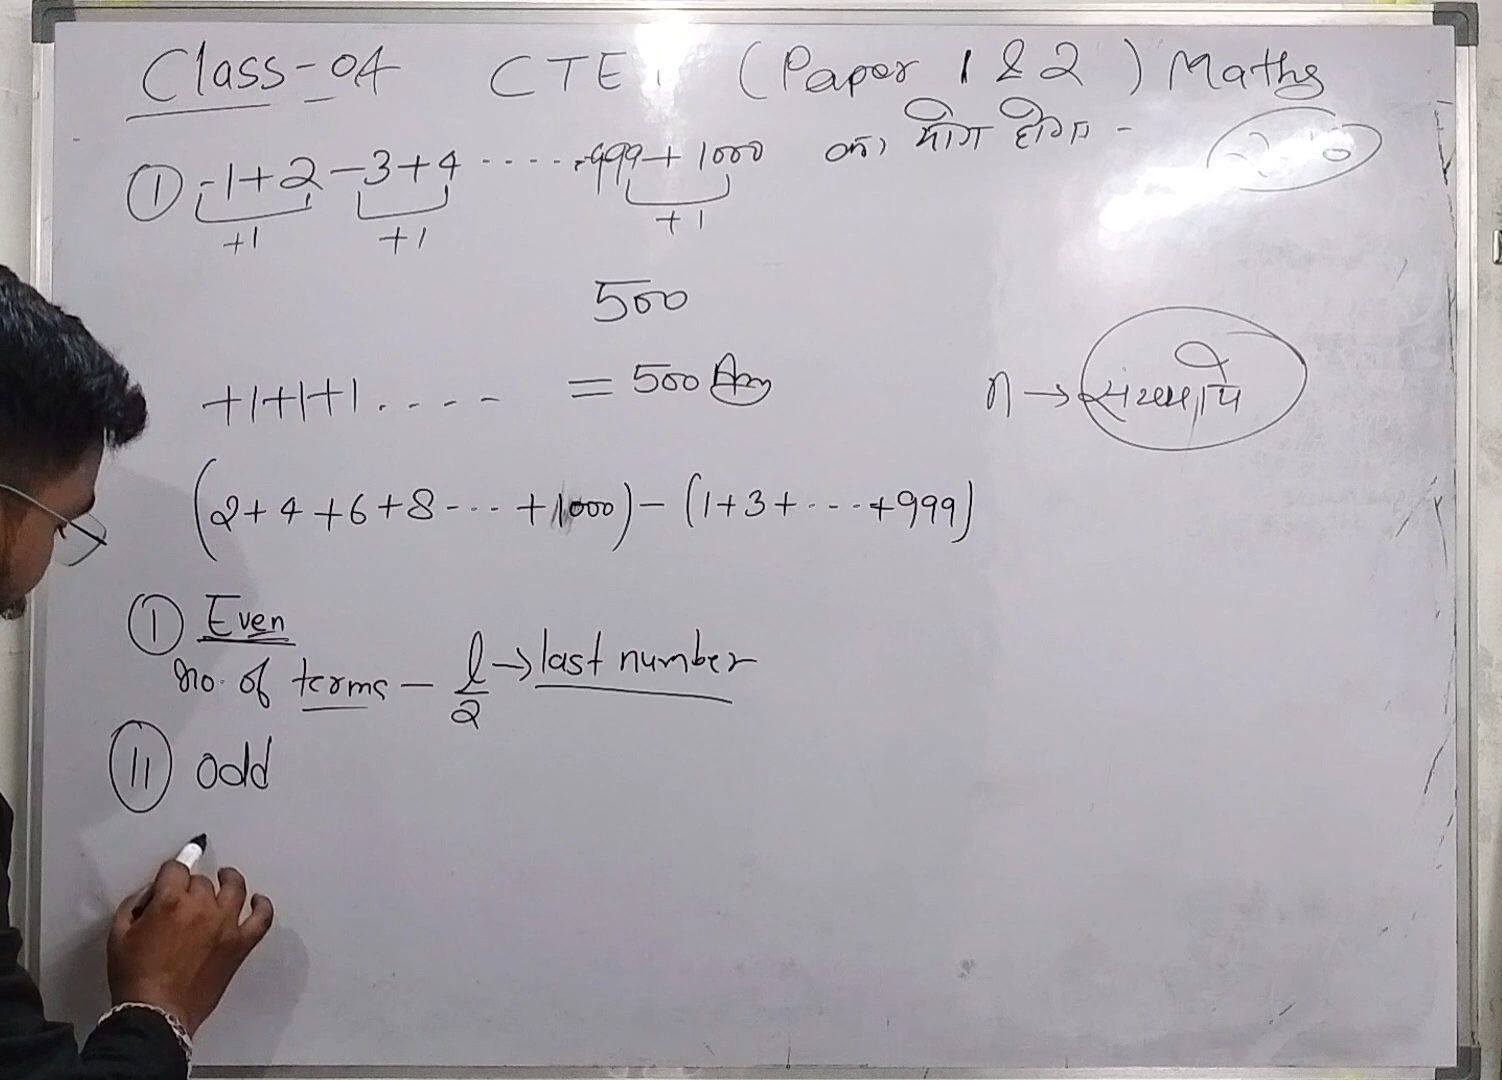 Class-04 CTET (Paper 1 & 2) Maths
① -1+2-3+4 ----- -999+1000 का योग होगा -
+1 +1 +1
500
+1+1+1.---- = 500 Ans
n→
(2+4+6+8---+1000)-(1+3+---+999)
① Even
no. of terms - l/2 → last number
⑪ odd